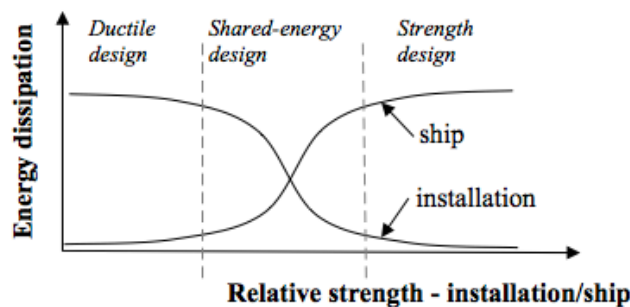 Ductile
design
Shared-energy
design
Strength
design
Energy dissipation
ship
installation
Relative strength - installation/ship